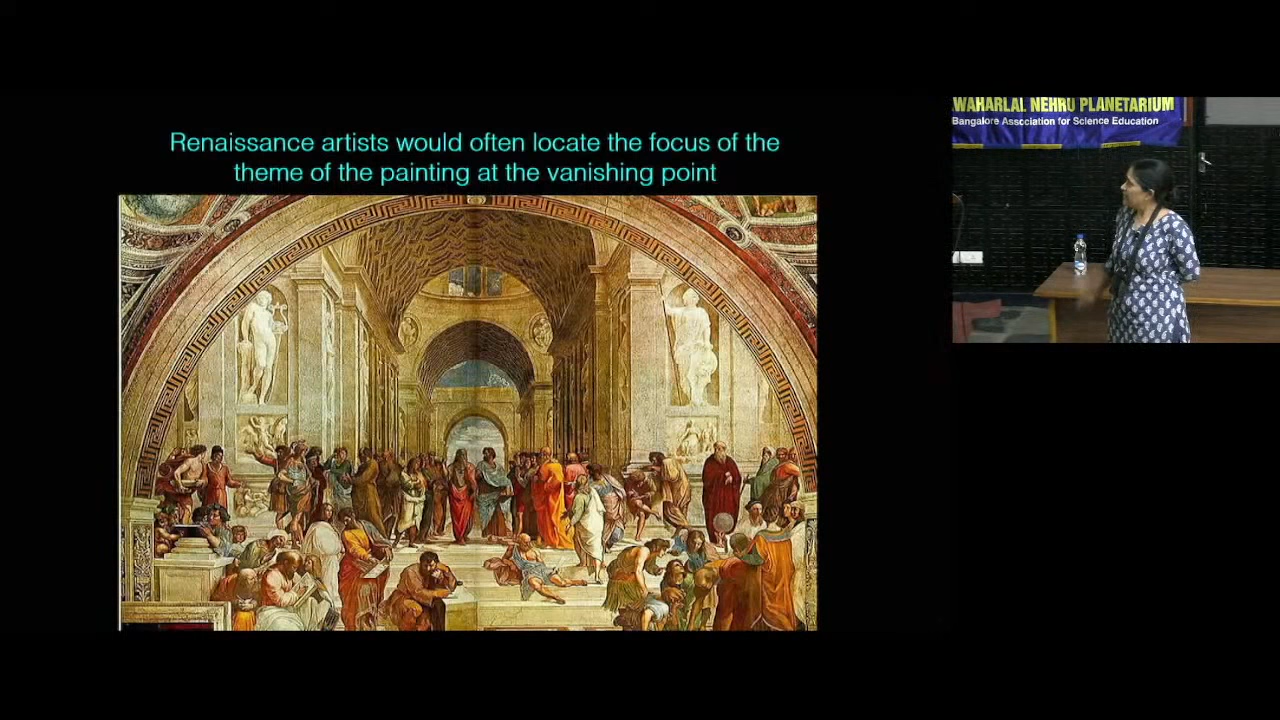 Renaissance artists would often locate the focus of the
theme of the painting at the vanishing point
WAHARLAL NEHRU PLANETARIUM
Bangalore Association for Science Education